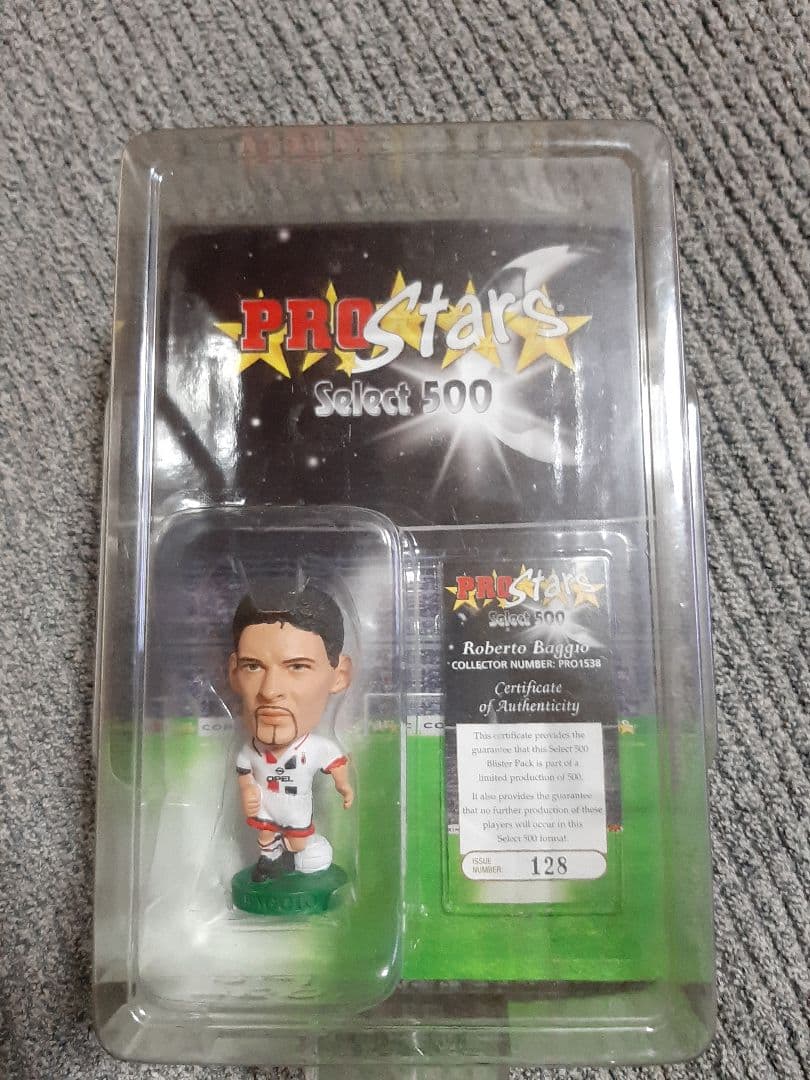 PROStars
Select 500
PROStars
Select 500
Roberto Baggio
COLLECTOR NUMBER: PRO1538
Certificate
of Authenticity
This certificate provides the
guarantee that this Select 500
Blister Pack is part of a
limited production of 500.
It also provides the guarantee
that no further production of these
players will occur in this
Select 500 format.
ISSUE
NUMBER: 128
OPEL
BAGGIO